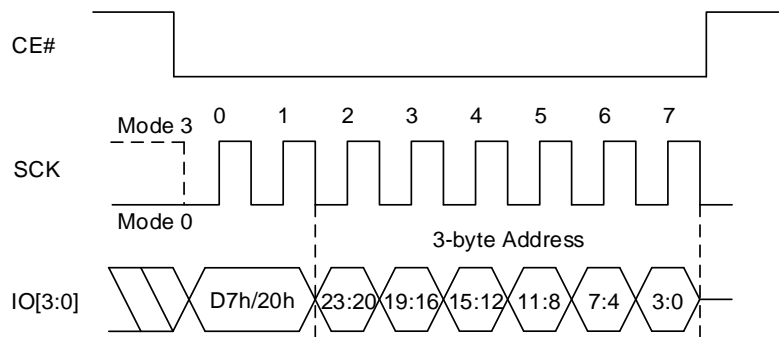 CE#
0 1 2 3 4 5 6 7
Mode 3
SCK
Mode 0
3-byte Address
IO[3:0]
D7h/20h 23:20 19:16 15:12 11:8 7:4 3:0